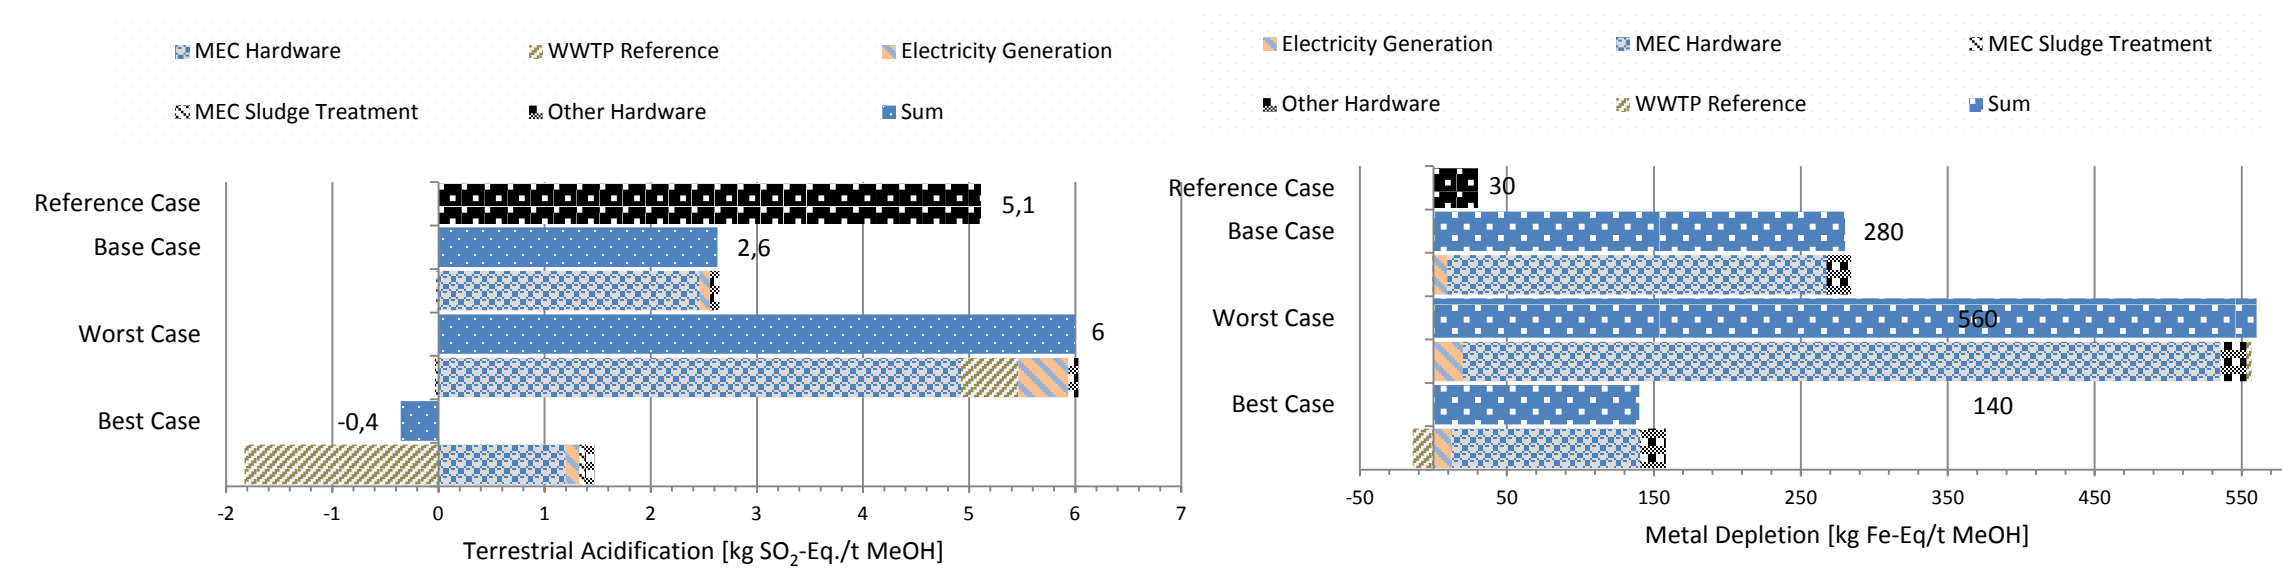 MEC Hardware WWTP Reference Electricity Generation
MEC Sludge Treatment Other Hardware Sum
Reference Case 5,1
Base Case 2,6
Worst Case 6
Best Case -0,4
-2 -1 0 1 2 3 4 5 6 7
Terrestrial Acidification [kg SO₂-Eq./t MeOH]
Electricity Generation MEC Hardware MEC Sludge Treatment
Other Hardware WWTP Reference Sum
Reference Case 30
Base Case 280
Worst Case 560
Best Case 140
-50 50 150 250 350 450 550
Metal Depletion [kg Fe-Eq/t MeOH]